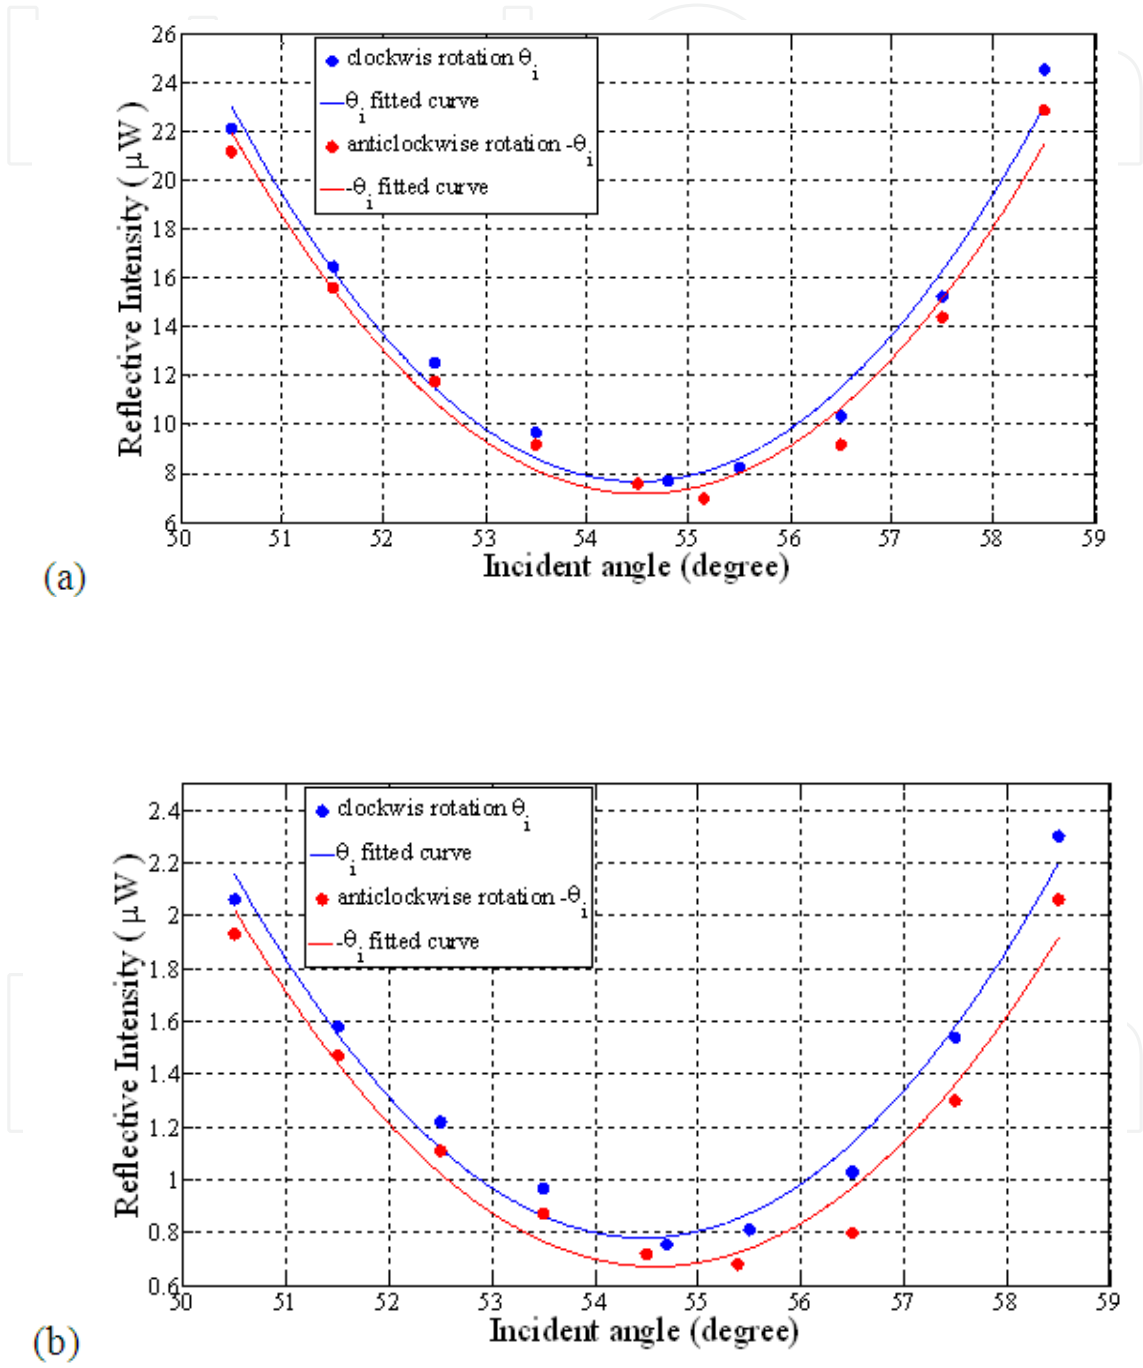 26
24
22
20
18
16
14
12
10
8
6
clockwis rotation θi
θi fitted curve
anticlockwise rotation -θi
-θi fitted curve
Reflective Intensity ( μW )
50 51 52 53 54 55 56 57 58 59
Incident angle (degree)
(a)
2.4
2.2
2
1.8
1.6
1.4
1.2
1
0.8
0.6
clockwis rotation θi
θi fitted curve
anticlockwise rotation -θi
-θi fitted curve
Reflective Intensity ( μW )
50 51 52 53 54 55 56 57 58 59
Incident angle (degree)
(b)